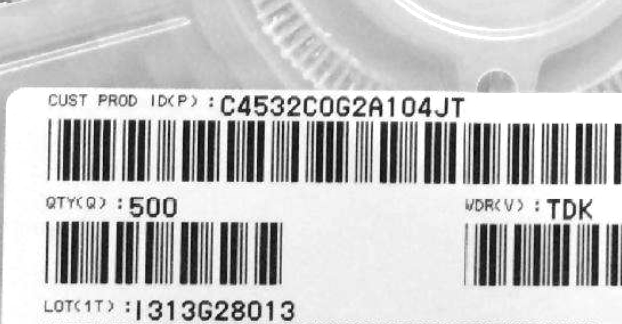 CUST PROD ID(P) : C4532C0G2A104JT
QTY(Q) : 500
VDR(V) : TDK
LOT(1T) : I313G28013